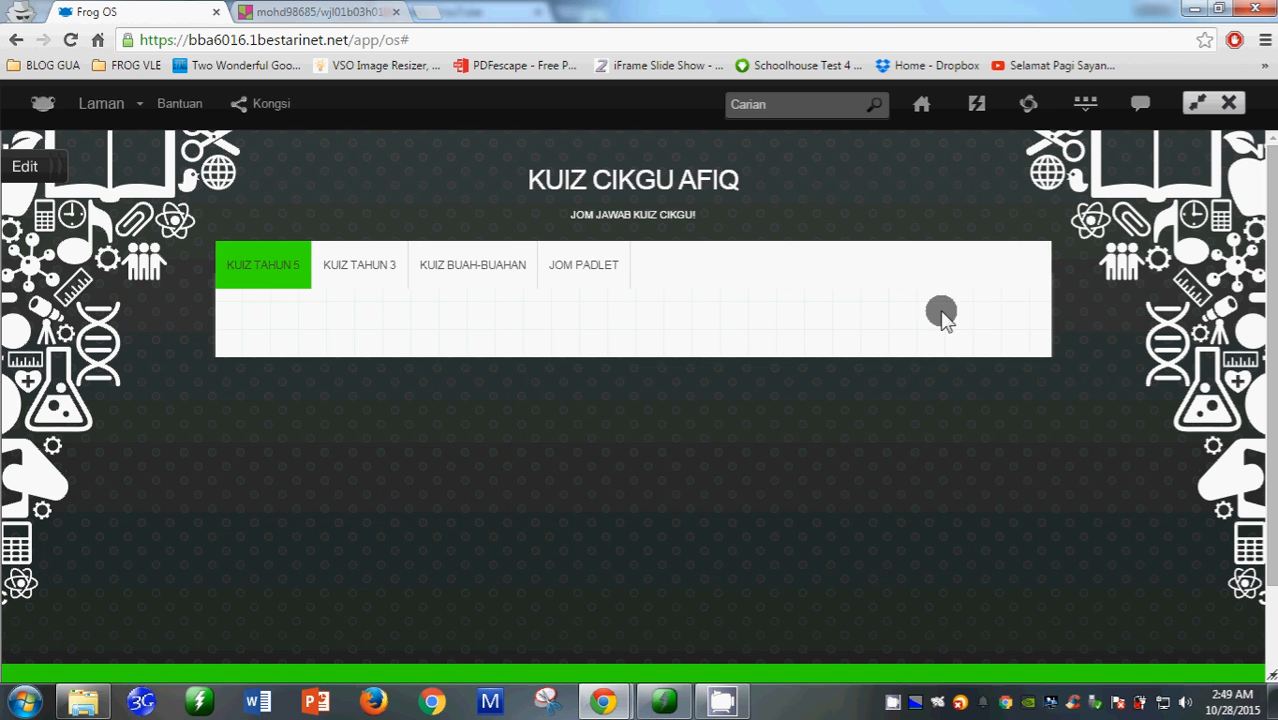 Frog OS
mohd98685/wjl01b03h01
https://bba6016.1bestarinet.net/app/os#
BLOG GUA
FROG VLE
Two Wonderful Goo...
VSO Image Resizer, ...
PDFescape - Free P...
iFrame Slide Show - ...
Schoolhouse Test 4 ...
Home - Dropbox
Selamat Pagi Sayan...
Laman
Bantuan
Kongsi
Carian
Edit
KUIZ CIKGU AFIQ
JOM JAWAB KUIZ CIKGU!
KUIZ TAHUN 5
KUIZ TAHUN 3
KUIZ BUAH-BUAHAN
JOM PADLET
3G
M
2:49 AM
10/28/2015